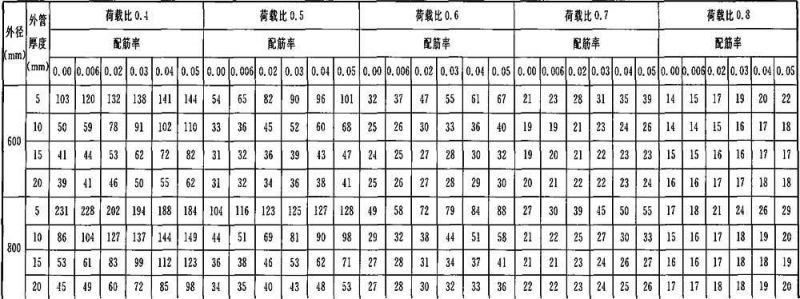 外径 (mm) 外管厚度 (mm) 荷载比0.4 荷载比0.5 荷载比0.6 荷载比0.7 荷载比0.8
配筋率 配筋率 配筋率 配筋率 配筋率
0.00 0.006 0.02 0.03 0.04 0.05 0.00 0.006 0.02 0.03 0.04 0.05 0.00 0.006 0.02 0.03 0.04 0.05 0.00 0.006 0.02 0.03 0.04 0.05 0.00 0.006 0.02 0.03 0.04 0.05
600 5 103 120 132 138 141 144 54 65 82 90 96 101 32 37 47 55 61 67 21 23 28 31 35 39 14 15 17 19 20 22
10 50 59 78 91 102 110 33 36 45 52 60 68 25 26 30 33 36 40 19 19 21 23 24 26 14 14 15 16 17 18
15 41 44 53 62 72 82 31 32 36 39 43 47 24 25 27 28 30 32 19 20 21 22 23 23 15 15 16 16 17 17
20 39 41 46 50 55 62 31 32 34 36 38 41 25 26 27 28 29 30 20 21 22 22 23 24 16 16 17 17 18 18
800 5 231 228 202 194 188 184 104 116 123 125 127 128 49 58 72 79 84 88 27 30 39 45 50 55 17 18 21 24 26 29
10 86 104 127 137 144 149 44 51 69 81 90 98 29 32 38 44 51 58 21 22 25 27 30 33 15 16 17 18 19 20
15 53 61 83 99 112 123 36 38 46 53 62 71 27 28 31 34 37 41 21 21 23 24 26 27 16 16 17 18 18 19
20 45 49 60 72 85 98 34 35 40 43 48 53 27 28 30 32 34 36 22 22 23 24 25 26 17 17 18 18 19 20